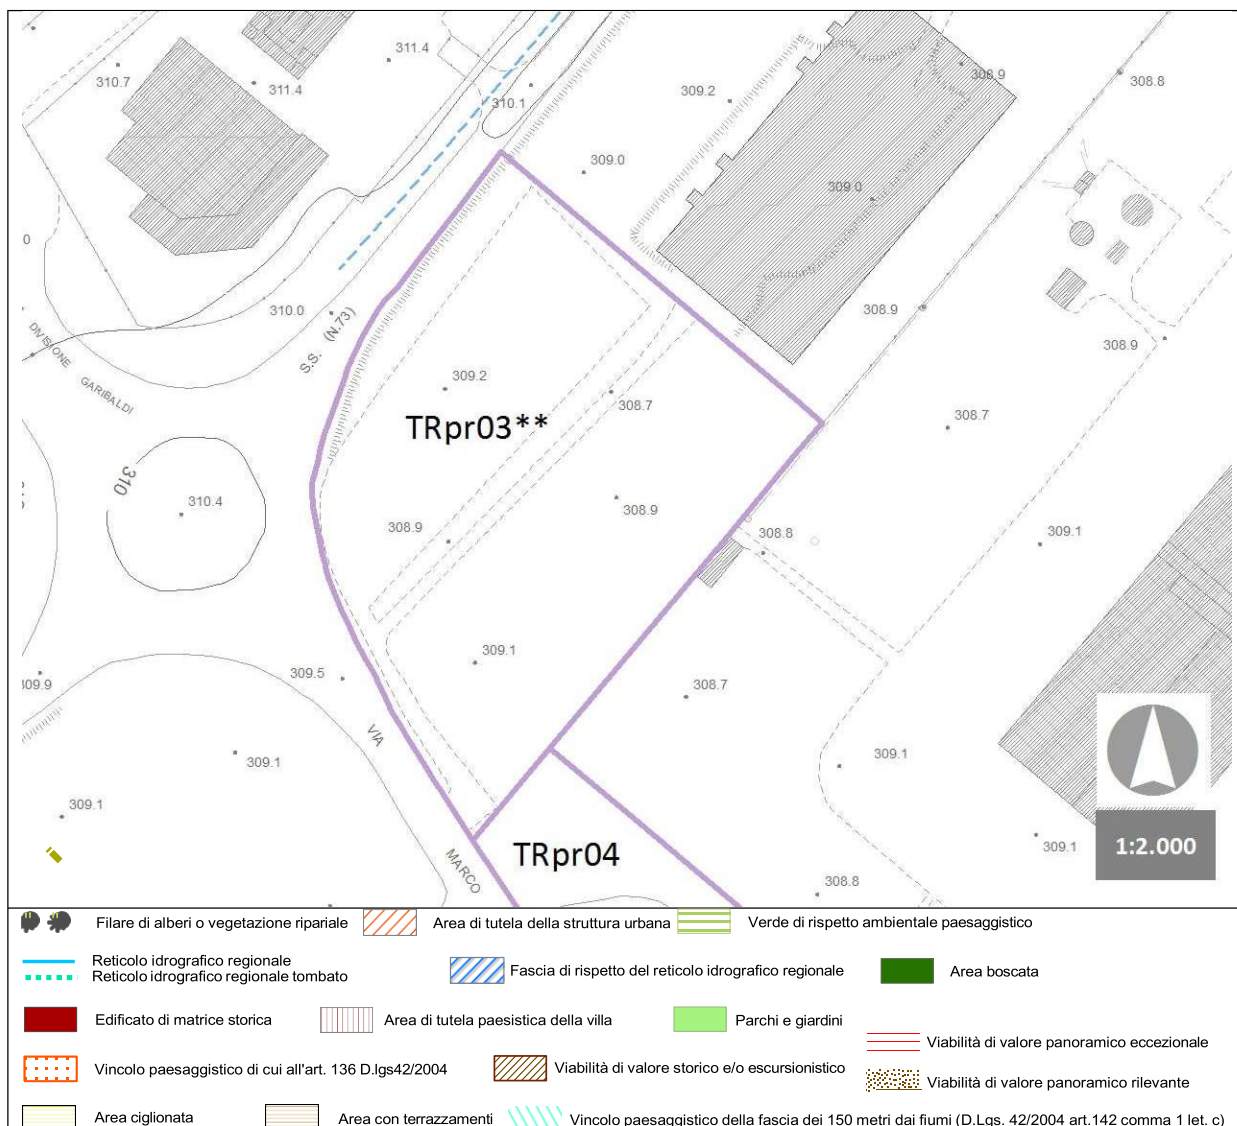 311.4
310.7
311.4
310.1
309.2
308.9
308.8
309.0
309.0
0
310.0
S.S. (N.73)
308.9
308.9
DIVISIONE GARIBALDI
309.2
308.7
308.7
TRpr03**
310
310.4
308.9
308.9
308.8
309.1
309.1
309.5
308.7
309.9
VIA
309.1
309.1
309.1
309.1
1:2.000
TRpr04
MARCO
308.8
Filare di alberi o vegetazione ripariale
Area di tutela della struttura urbana
Verde di rispetto ambientale paesaggistico
Reticolo idrografico regionale
Reticolo idrografico regionale tombato
Fascia di rispetto del reticolo idrografico regionale
Area boscata
Edificato di matrice storica
Area di tutela paesistica della villa
Parchi e giardini
Viabilità di valore panoramico eccezionale
Vincolo paesaggistico di cui all'art. 136 D.lgs42/2004
Viabilità di valore storico e/o escursionistico
Viabilità di valore panoramico rilevante
Area ciglionata
Area con terrazzamenti
Vincolo paesaggistico della fascia dei 150 metri dai fiumi (D.Lgs. 42/2004 art.142 comma 1 let. c)